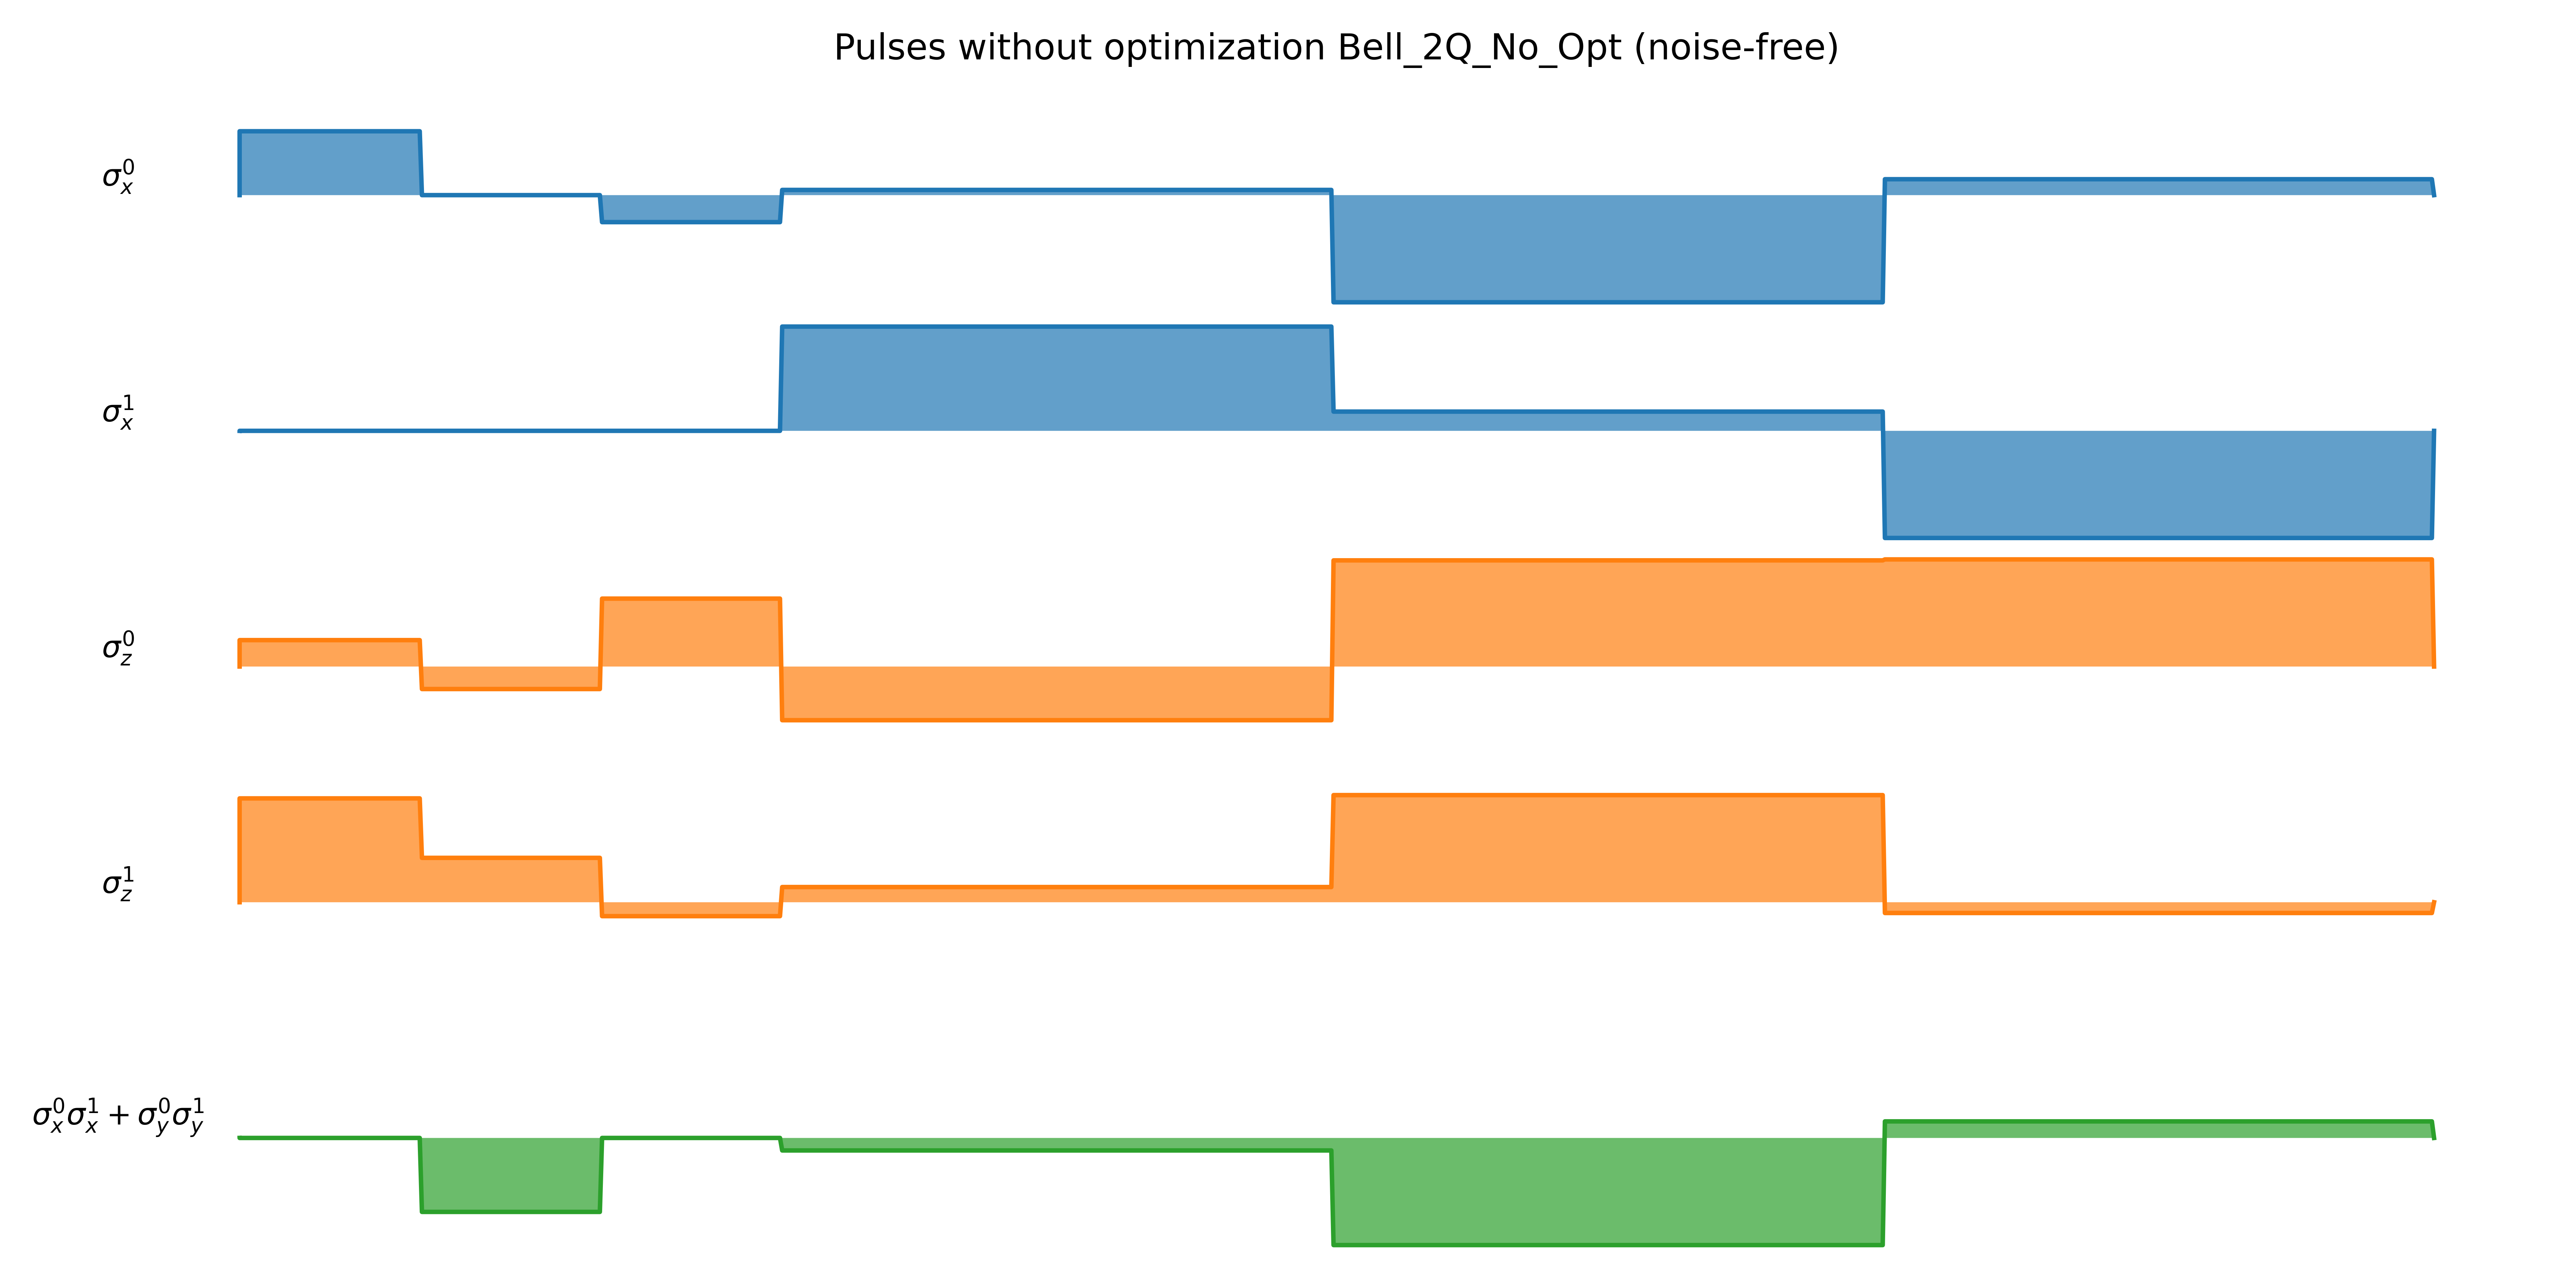 Pulses without optimization Bell_2Q_No_Opt (noise-free)
σ_x^0
σ_x^1
σ_z^0
σ_z^1
σ_x^0σ_x^1 + σ_y^0σ_y^1